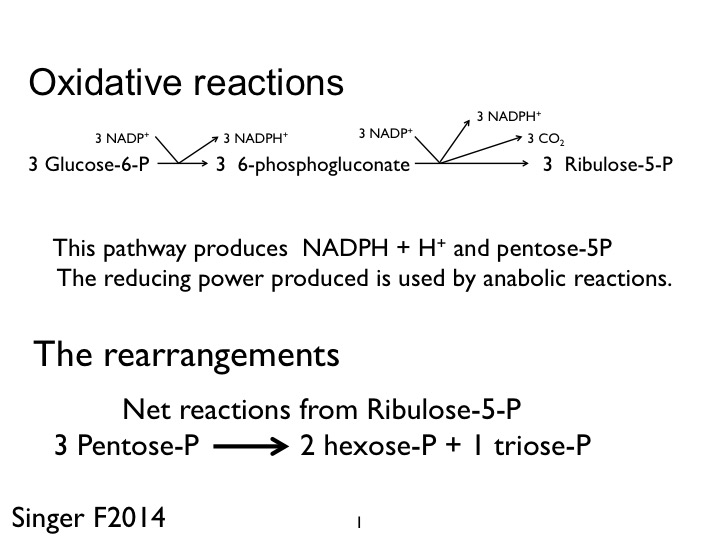 Oxidative reactions
3 NADPH⁺
3 NADP⁺ 3 NADPH⁺ 3 NADP⁺ 3 CO₂
3 Glucose-6-P 3 6-phosphogluconate 3 Ribulose-5-P
This pathway produces NADPH + H⁺ and pentose-5P
The reducing power produced is used by anabolic reactions.
The rearrangements
Net reactions from Ribulose-5-P
3 Pentose-P ⟶ 2 hexose-P + 1 triose-P
Singer F2014 1